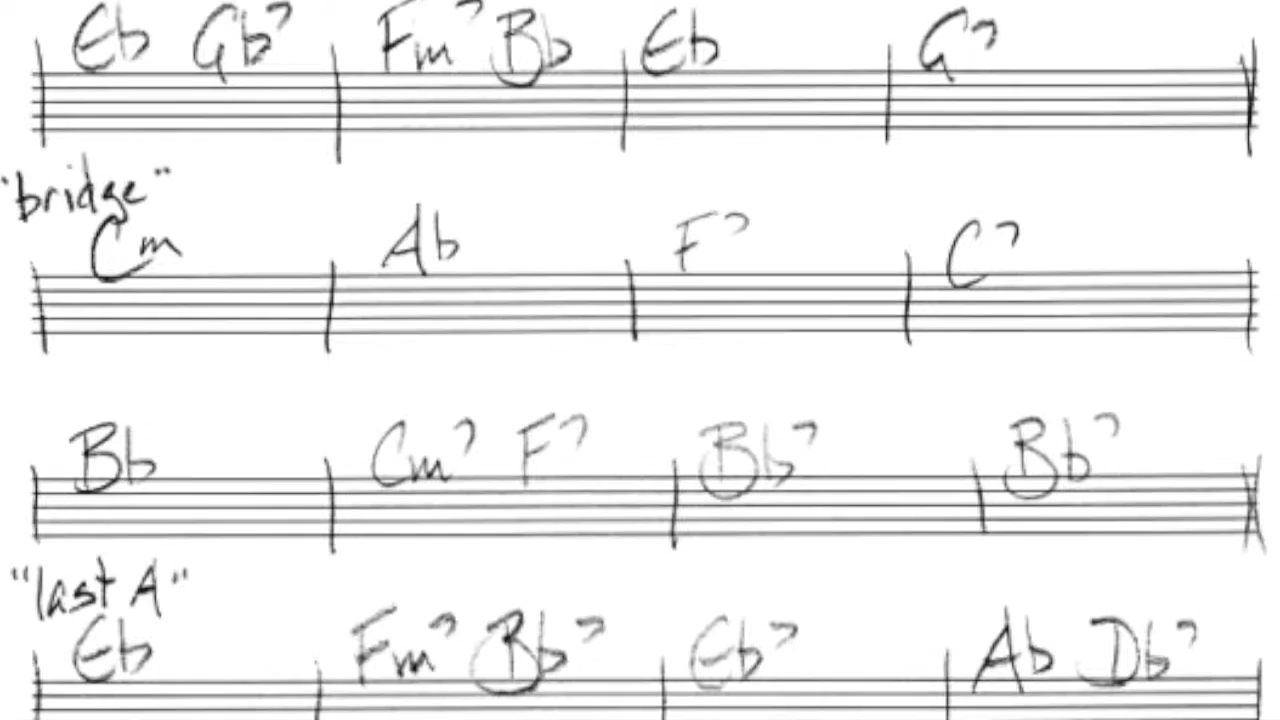 Eb Gb7 Fm7 Bb Eb G7
"bridge"
Cm Ab F7 C7
Bb Cm7 F7 Bb7 Bb7
"last A"
Eb Fm7 Bb7 Eb7 Ab Db7